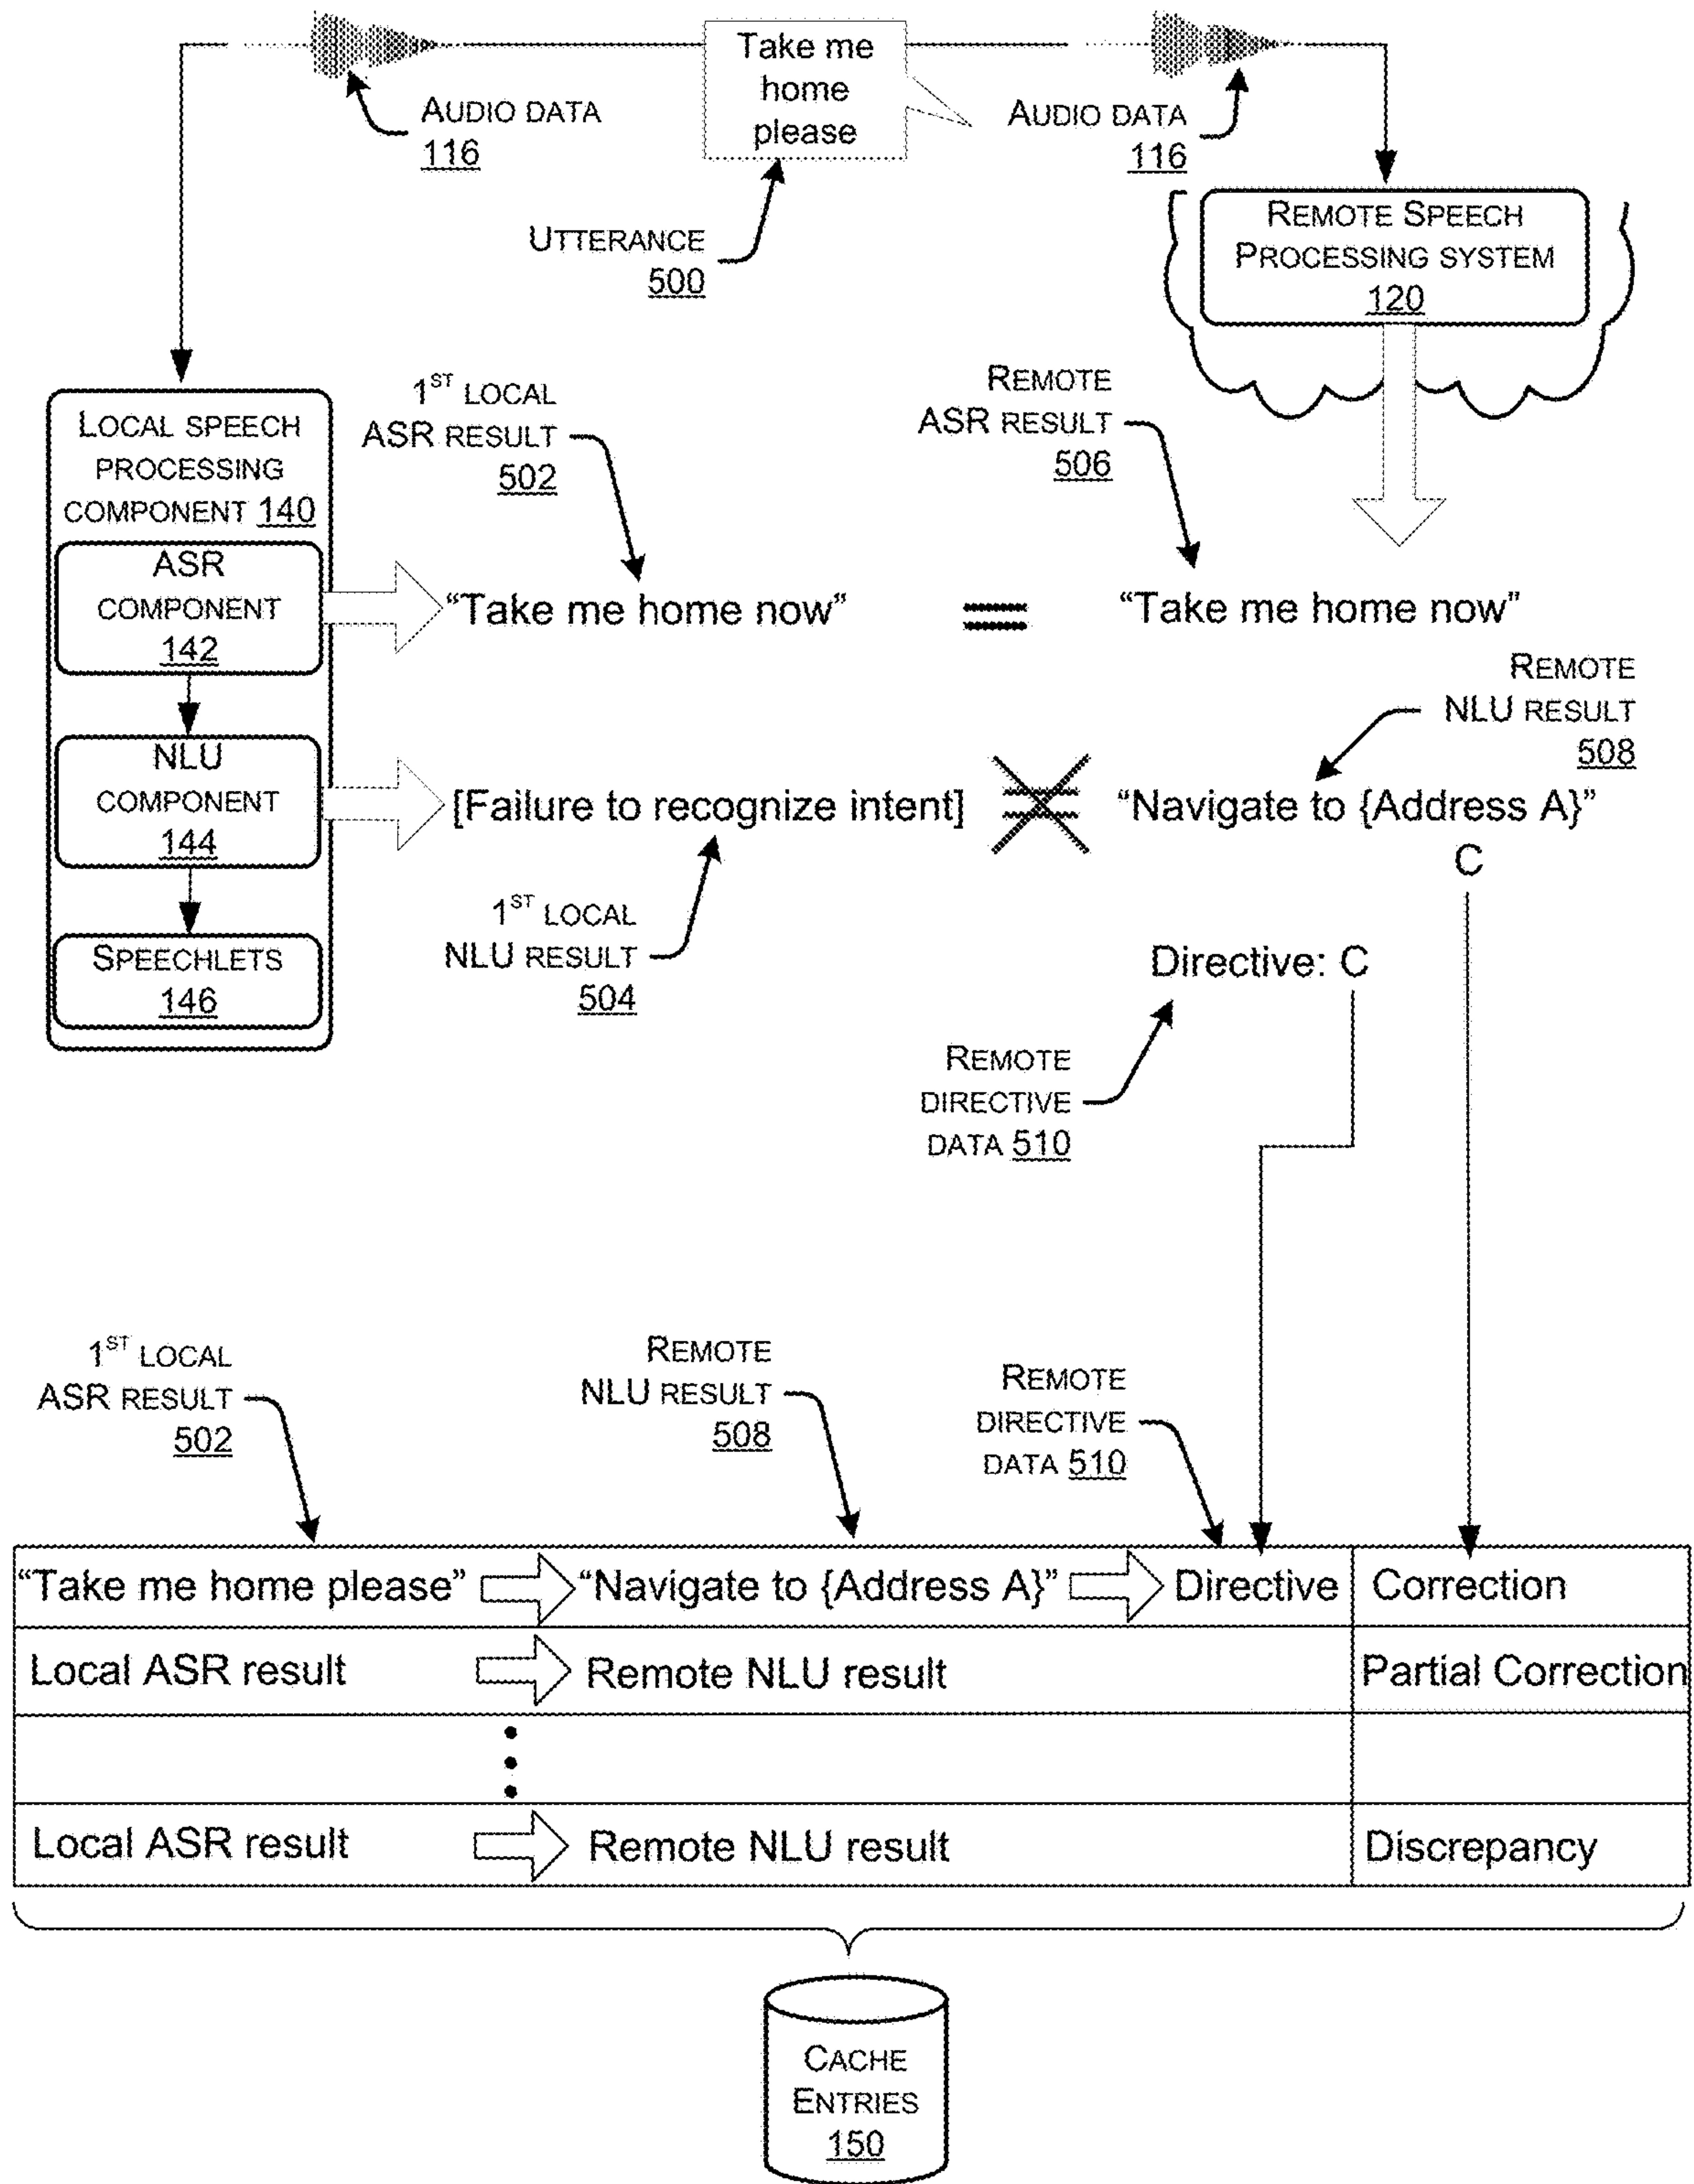 Take me
home
please
AUDIO DATA
116
AUDIO DATA
116
UTTERANCE
500
REMOTE SPEECH
PROCESSING SYSTEM
120
LOCAL SPEECH
PROCESSING
COMPONENT 140
ASR
COMPONENT
142
NLU
COMPONENT
144
SPEECHLETS
146
1ST LOCAL
ASR RESULT
502
REMOTE
ASR RESULT
506
“Take me home now”
=
“Take me home now”
REMOTE
NLU RESULT
508
[Failure to recognize intent]
“Navigate to {Address A}”
C
1ST LOCAL
NLU RESULT
504
Directive: C
REMOTE
DIRECTIVE
DATA 510
1ST LOCAL
ASR RESULT
502
REMOTE
NLU RESULT
508
REMOTE
DIRECTIVE
DATA 510
“Take me home please” “Navigate to {Address A}” Directive Correction
Local ASR result Remote NLU result Partial Correction
Local ASR result Remote NLU result Discrepancy
CACHE
ENTRIES
150